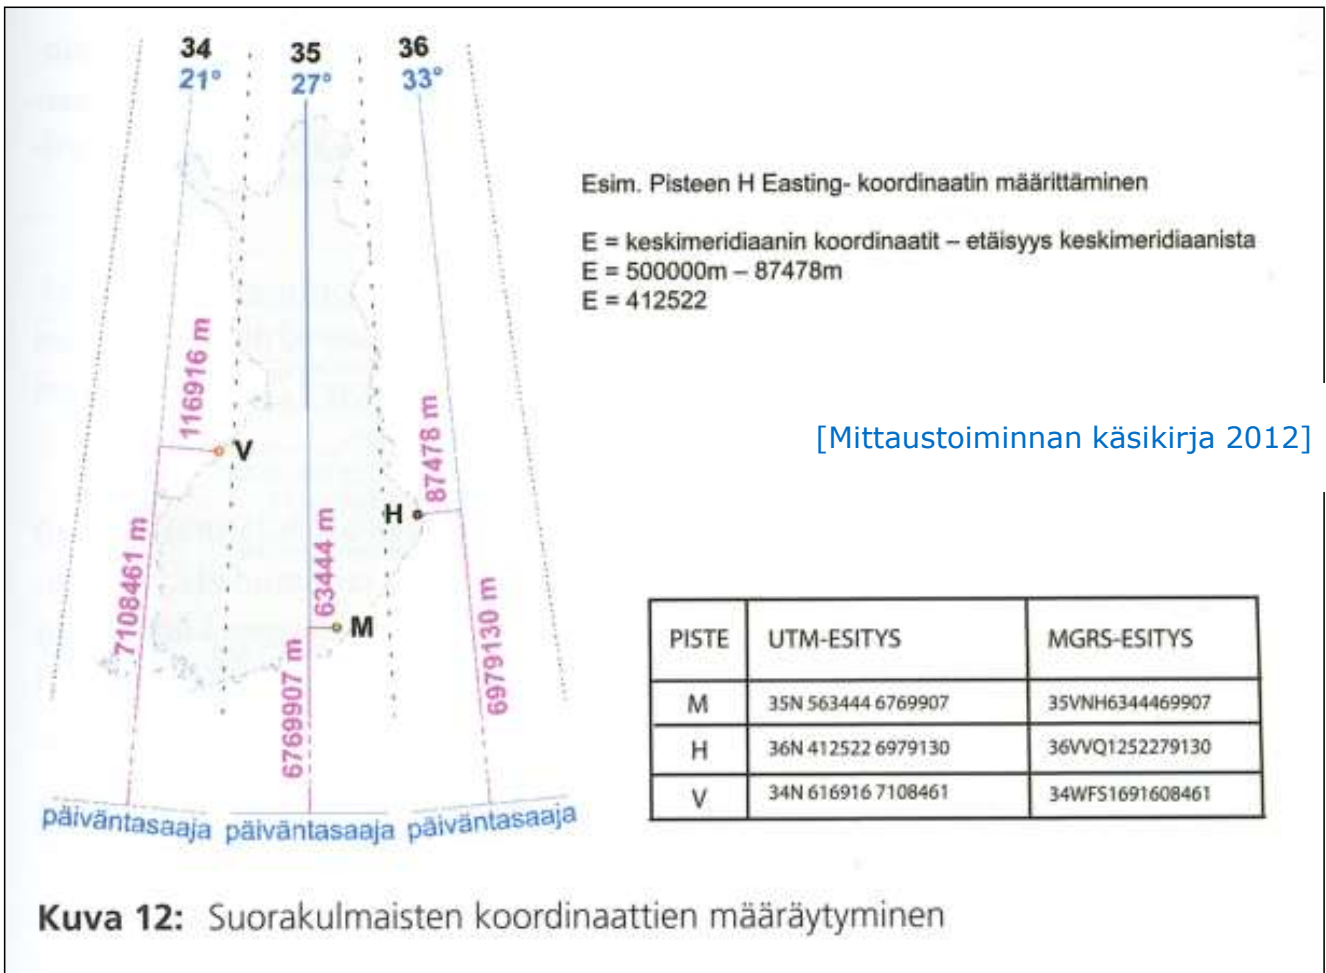 34
21°
35
27°
36
33°
Esim. Pisteen H Easting- koordinaatin määrittäminen
E = keskimeridiaanin koordinaatit – etäisyys keskimeridiaanista
E = 500000m – 87478m
E = 412522
[Mittaustoiminnan käsikirja 2012]
116916 m
V
7108461 m
87478 m
H
63444 m
M
6769907 m
6979130 m
päiväntasaaja päiväntasaaja päiväntasaaja
PISTE UTM-ESITYS MGRS-ESITYS
M 35N 563444 6769907 35VNH6344469907
H 36N 412522 6979130 36VVQ1252279130
V 34N 616916 7108461 34WFS1691608461
Kuva 12: Suorakulmaisten koordinaattien määräytyminen